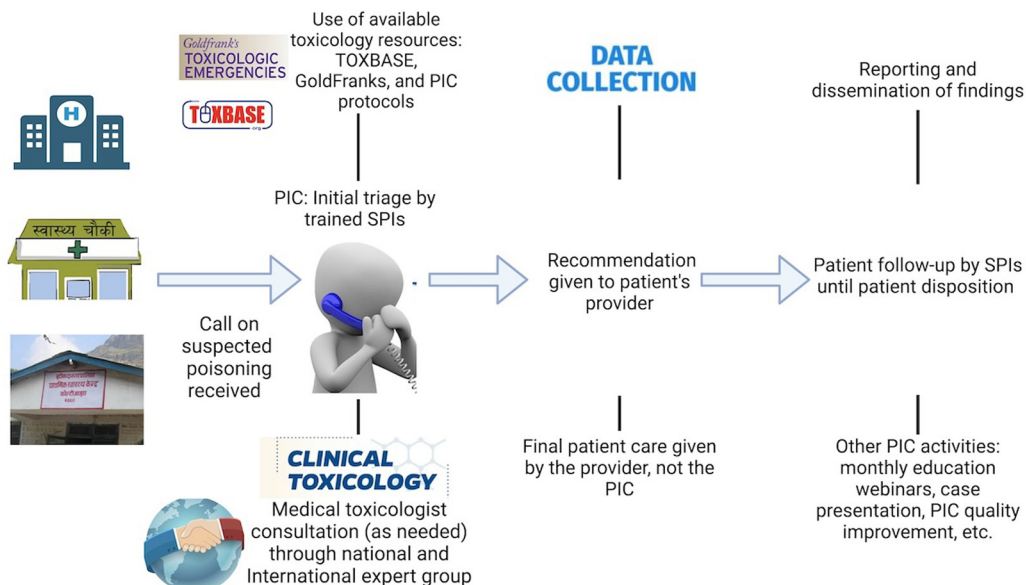 Goldfrank's
TOXICOLOGIC
EMERGENCIES
TOXBASE
.org
Use of available
toxicology resources:
TOXBASE,
GoldFranks, and PIC
protocols
DATA
COLLECTION
Reporting and
dissemination of findings
H
PIC: Initial triage by
trained SPIs
स्वास्थ्य चौकी
Call on
suspected
poisoning
received
Recommendation
given to patient's
provider
Patient follow-up by SPIs
until patient disposition
CLINICAL
TOXICOLOGY
Medical toxicologist
consultation (as needed)
through national and
International expert group
Final patient care given
by the provider, not the
PIC
Other PIC activities:
monthly education
webinars, case
presentation, PIC quality
improvement, etc.